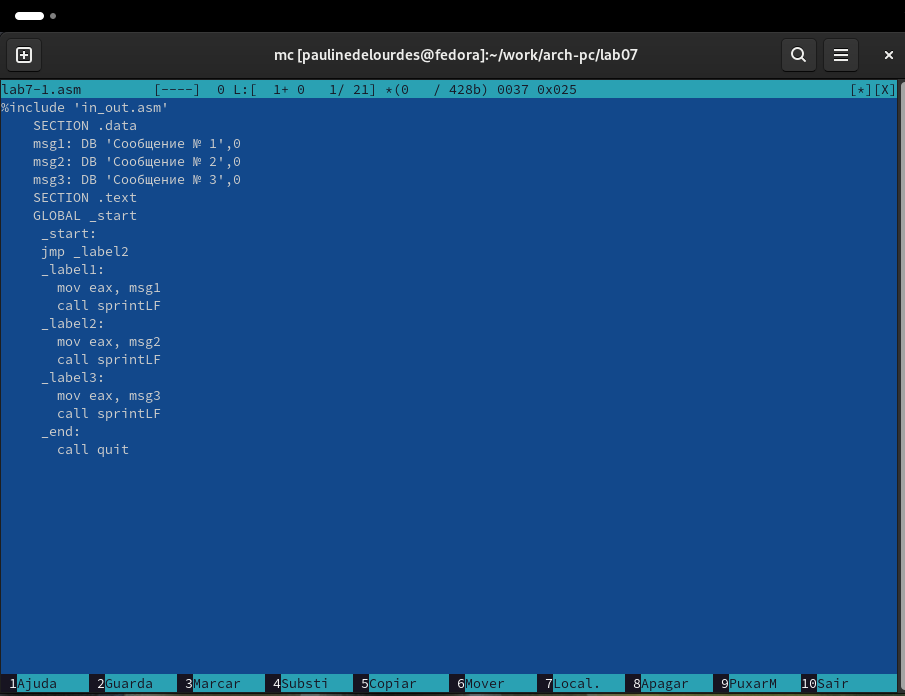 mc [paulinedelourdes@fedora]:~/work/arch-pc/lab07
lab7-1.asm         [----]  0 L:[  1+ 0   1/ 21] *(0   / 428b) 0037 0x025                                  [*][X]
%include 'in_out.asm'
    SECTION .data
    msg1: DB 'Сообщение № 1',0
    msg2: DB 'Сообщение № 2',0
    msg3: DB 'Сообщение № 3',0
    SECTION .text
    GLOBAL _start
     _start:
     jmp _label2
     _label1:
       mov eax, msg1
       call sprintLF
     _label2:
       mov eax, msg2
       call sprintLF
     _label3:
       mov eax, msg3
       call sprintLF
     _end:
       call quit
 1Ajuda     2Guarda    3Marcar    4Substi    5Copiar     6Mover     7Local.    8Apagar    9PuxarM   10Sair